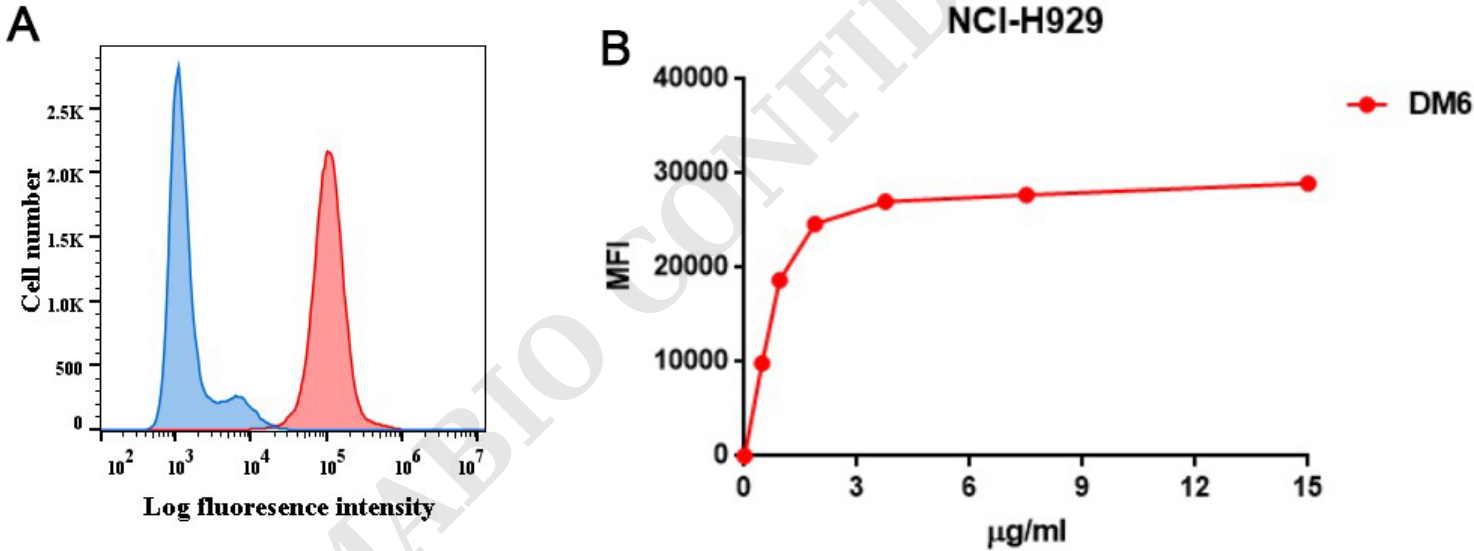 A
Cell number
2.5K
2.0K
1.5K
1.0K
500
0
10² 10³ 10⁴ 10⁵ 10⁶ 10⁷
Log fluoresence intensity
B
NCI-H929
MFI
40000
30000
20000
10000
0
0 3 6 9 12 15
μg/ml
DM6
MABIO CONFID